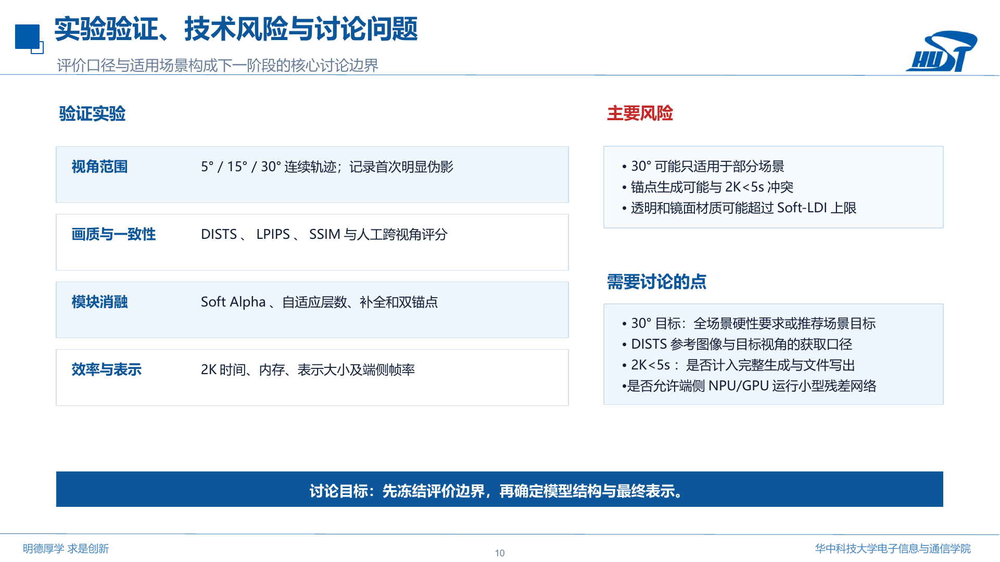 实验验证、技术风险与讨论问题
评价口径与适用场景构成下一阶段的核心讨论边界
HUST
验证实验
视角范围 5° / 15° / 30° 连续轨迹；记录首次明显伪影
画质与一致性 DISTS 、 LPIPS 、 SSIM 与人工跨视角评分
模块消融 Soft Alpha 、自适应层数、补全和双锚点
效率与表示 2K 时间、内存、表示大小及端侧帧率
主要风险
• 30° 可能只适用于部分场景
• 锚点生成可能与 2K<5s 冲突
• 透明和镜面材质可能超过 Soft-LDI 上限
需要讨论的点
• 30° 目标：全场景硬性要求或推荐场景目标
• DISTS 参考图像与目标视角的获取口径
• 2K<5s ：是否计入完整生成与文件写出
•是否允许端侧 NPU/GPU 运行小型残差网络
讨论目标：先冻结评价边界，再确定模型结构与最终表示。
明德厚学 求是创新
10
华中科技大学电子信息与通信学院